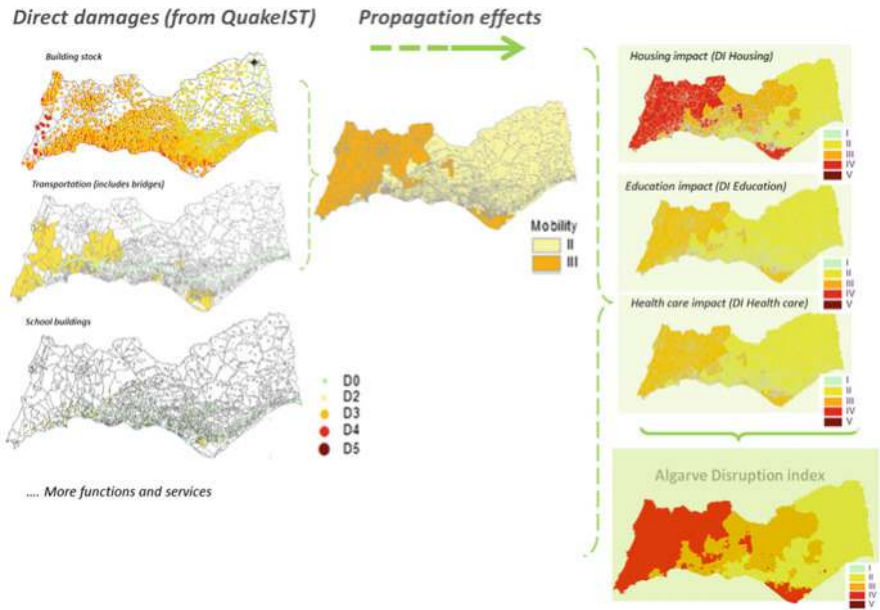 Direct damages (from QuakeIST)
Propagation effects
Building stock
Transportation (includes bridges)
School buildings
D0
D2
D3
D4
D5
.... More functions and services
Mobility
II
III
Housing impact (DI Housing)
I
II
III
IV
V
Education impact (DI Education)
I
II
III
IV
V
Health care impact (DI Health care)
I
II
III
IV
V
Algarve Disruption index
I
II
III
IV
V